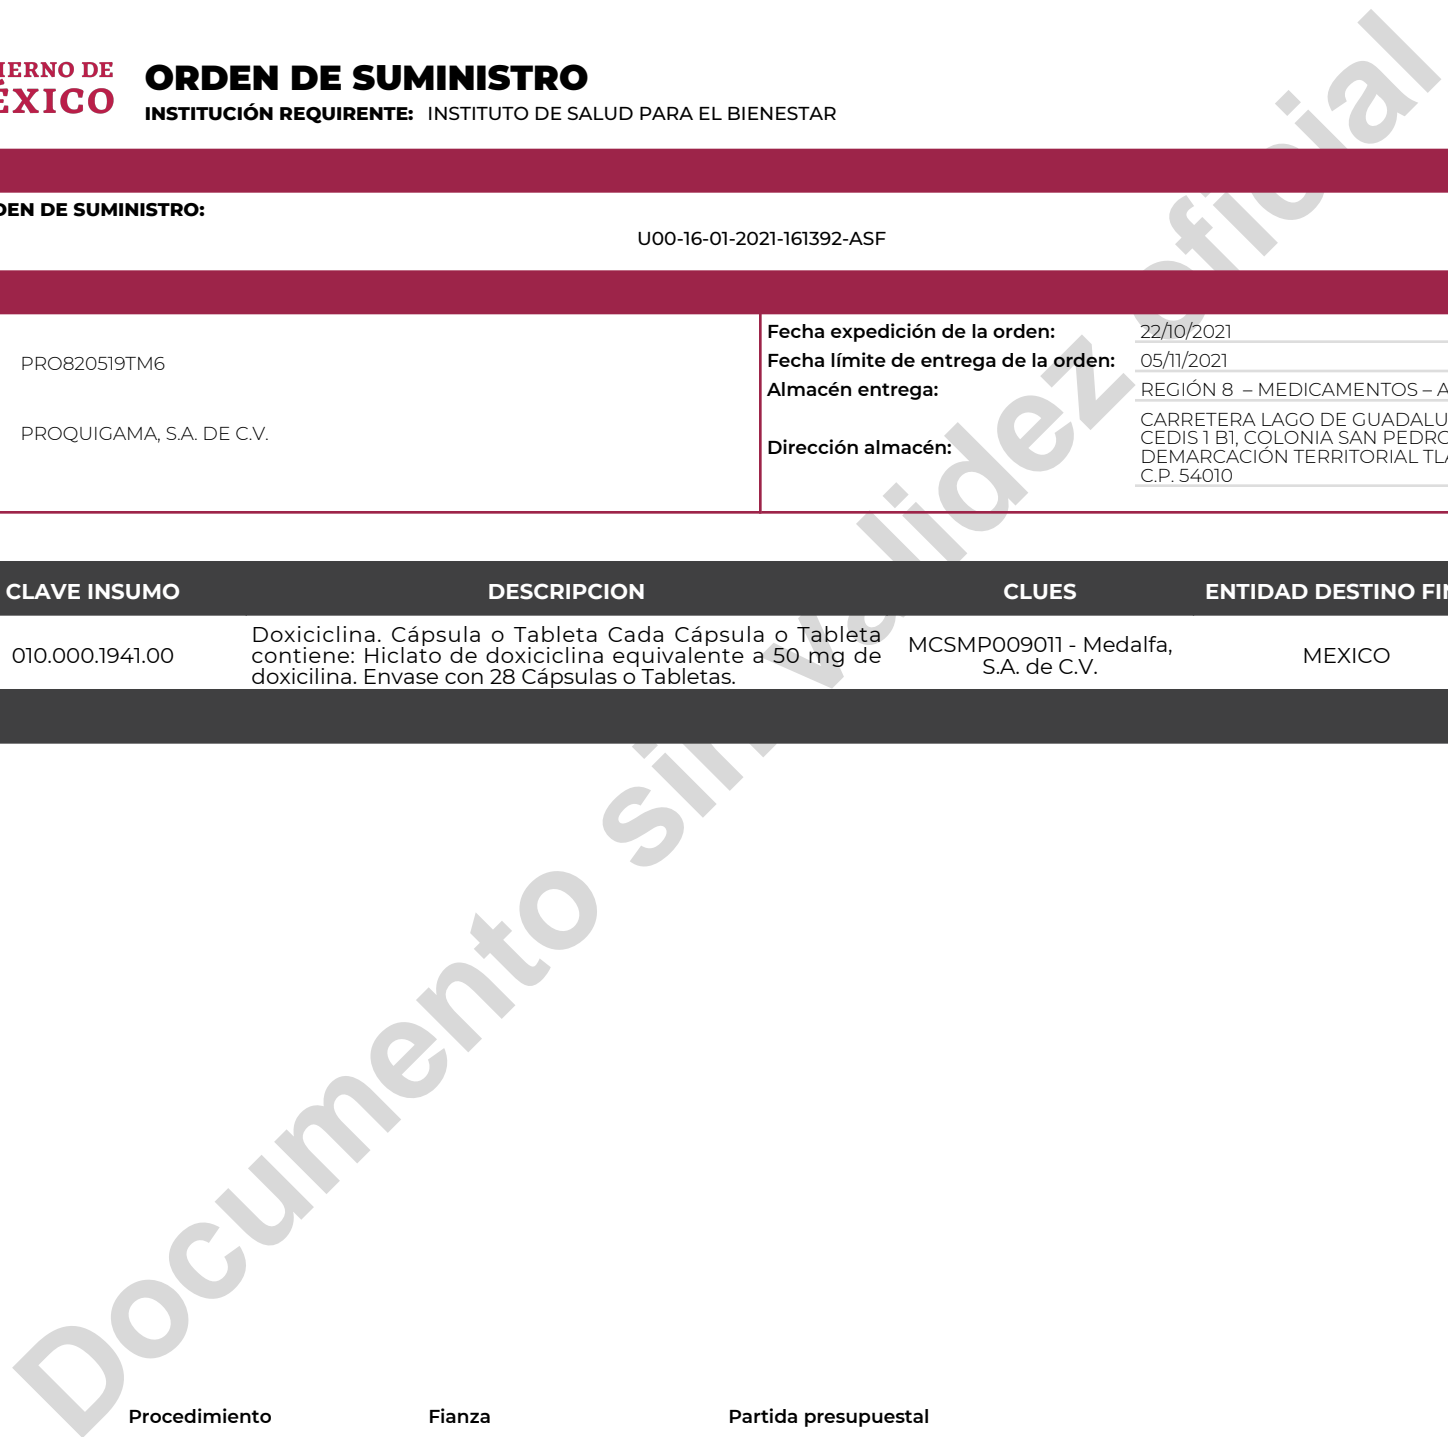 IERNO DE
ÉXICO
ORDEN DE SUMINISTRO
INSTITUCIÓN REQUIRENTE: INSTITUTO DE SALUD PARA EL BIENESTAR
DEN DE SUMINISTRO:
U00-16-01-2021-161392-ASF
PRO820519TM6
PROQUIGAMA, S.A. DE C.V.
Fecha expedición de la orden: 22/10/2021
Fecha límite de entrega de la orden: 05/11/2021
Almacén entrega: REGIÓN 8 – MEDICAMENTOS – A
Dirección almacén:
CARRETERA LAGO DE GUADALU
CEDIS 1 B1, COLONIA SAN PEDRO
DEMARCACIÓN TERRITORIAL TLA
C.P. 54010
CLAVE INSUMO DESCRIPCION CLUES ENTIDAD DESTINO FIN
010.000.1941.00
Doxiciclina. Cápsula o Tableta Cada Cápsula o Tableta
contiene: Hiclato de doxiciclina equivalente a 50 mg de
doxicilina. Envase con 28 Cápsulas o Tabletas.
MCSMP009011 - Medalfa,
S.A. de C.V.
MEXICO
Documento sin validez oficial
Procedimiento Fianza Partida presupuestal